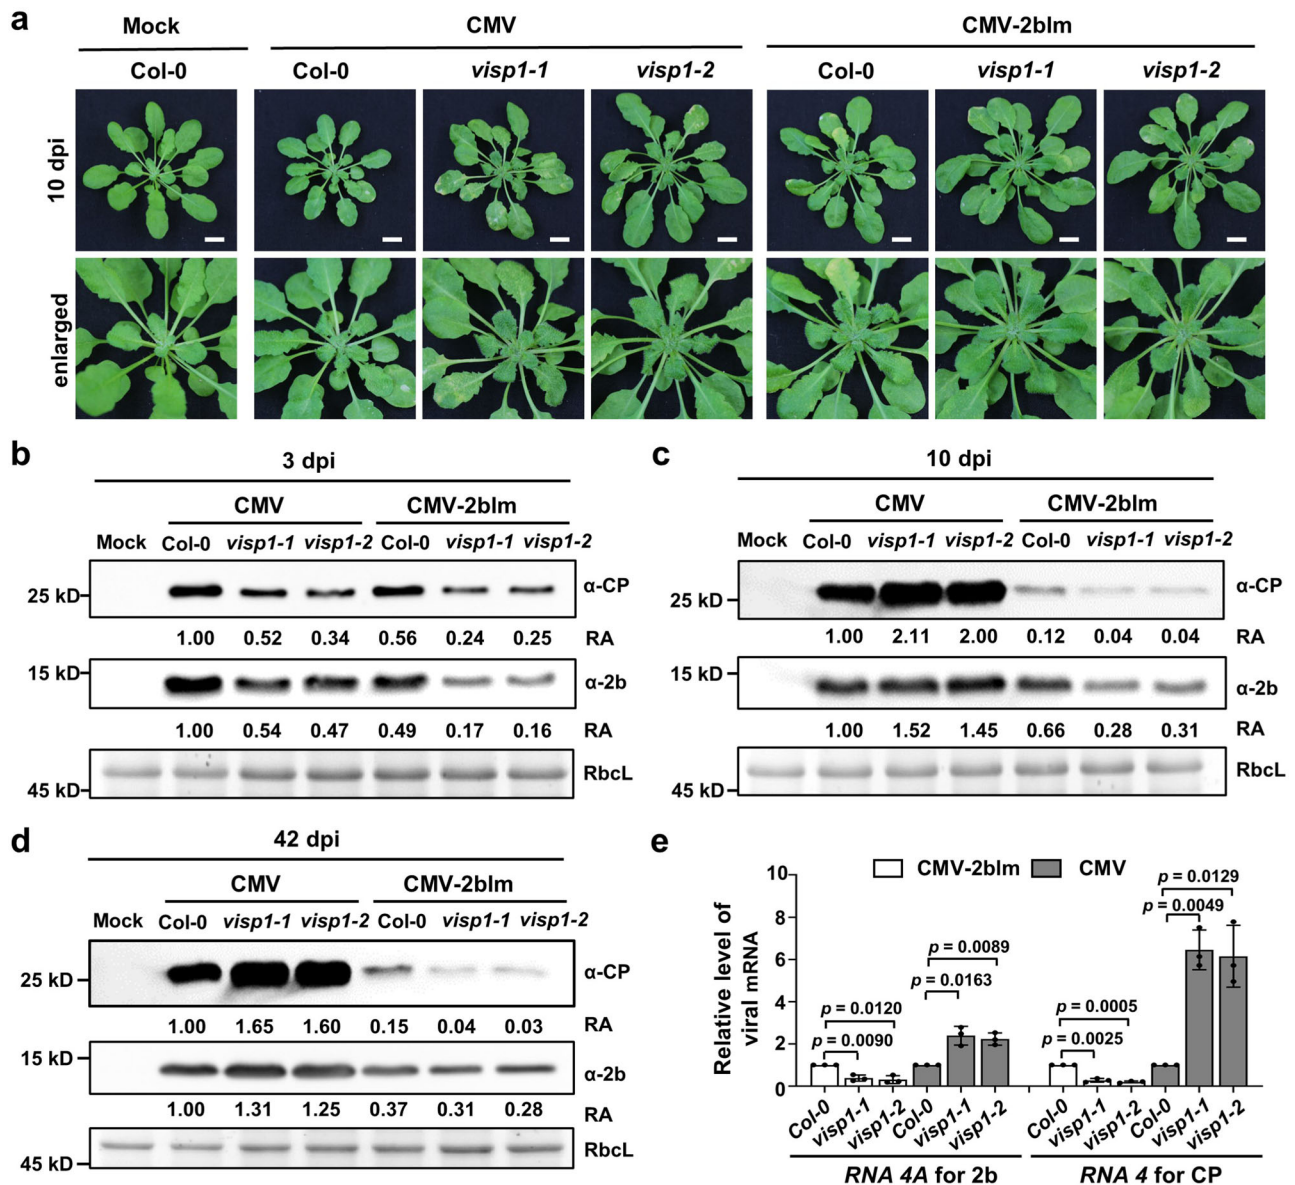 a
Mock CMV CMV-2blm
Col-0 Col-0 visp1-1 visp1-2 Col-0 visp1-1 visp1-2
10 dpi
enlarged
b
3 dpi
CMV CMV-2blm
Mock Col-0 visp1-1 visp1-2 Col-0 visp1-1 visp1-2
25 kD α-CP
1.00 0.52 0.34 0.56 0.24 0.25 RA
15 kD α-2b
1.00 0.54 0.47 0.49 0.17 0.16 RA
RbcL
45 kD
c
10 dpi
CMV CMV-2blm
Mock Col-0 visp1-1 visp1-2 Col-0 visp1-1 visp1-2
25 kD α-CP
1.00 2.11 2.00 0.12 0.04 0.04 RA
15 kD α-2b
1.00 1.52 1.45 0.66 0.28 0.31 RA
RbcL
45 kD
d
42 dpi
CMV CMV-2blm
Mock Col-0 visp1-1 visp1-2 Col-0 visp1-1 visp1-2
25 kD α-CP
1.00 1.65 1.60 0.15 0.04 0.03 RA
15 kD α-2b
1.00 1.31 1.25 0.37 0.31 0.28 RA
RbcL
45 kD
e
CMV-2blm CMV
Relative level of
viral mRNA
10
8
6
4
2
0
p = 0.0120
p = 0.0090
p = 0.0089
p = 0.0163
p = 0.0005
p = 0.0025
p = 0.0129
p = 0.0049
Col-0 visp1-1 visp1-2 Col-0 visp1-1 visp1-2 Col-0 visp1-1 visp1-2 Col-0 visp1-1 visp1-2
RNA 4A for 2b RNA 4 for CP